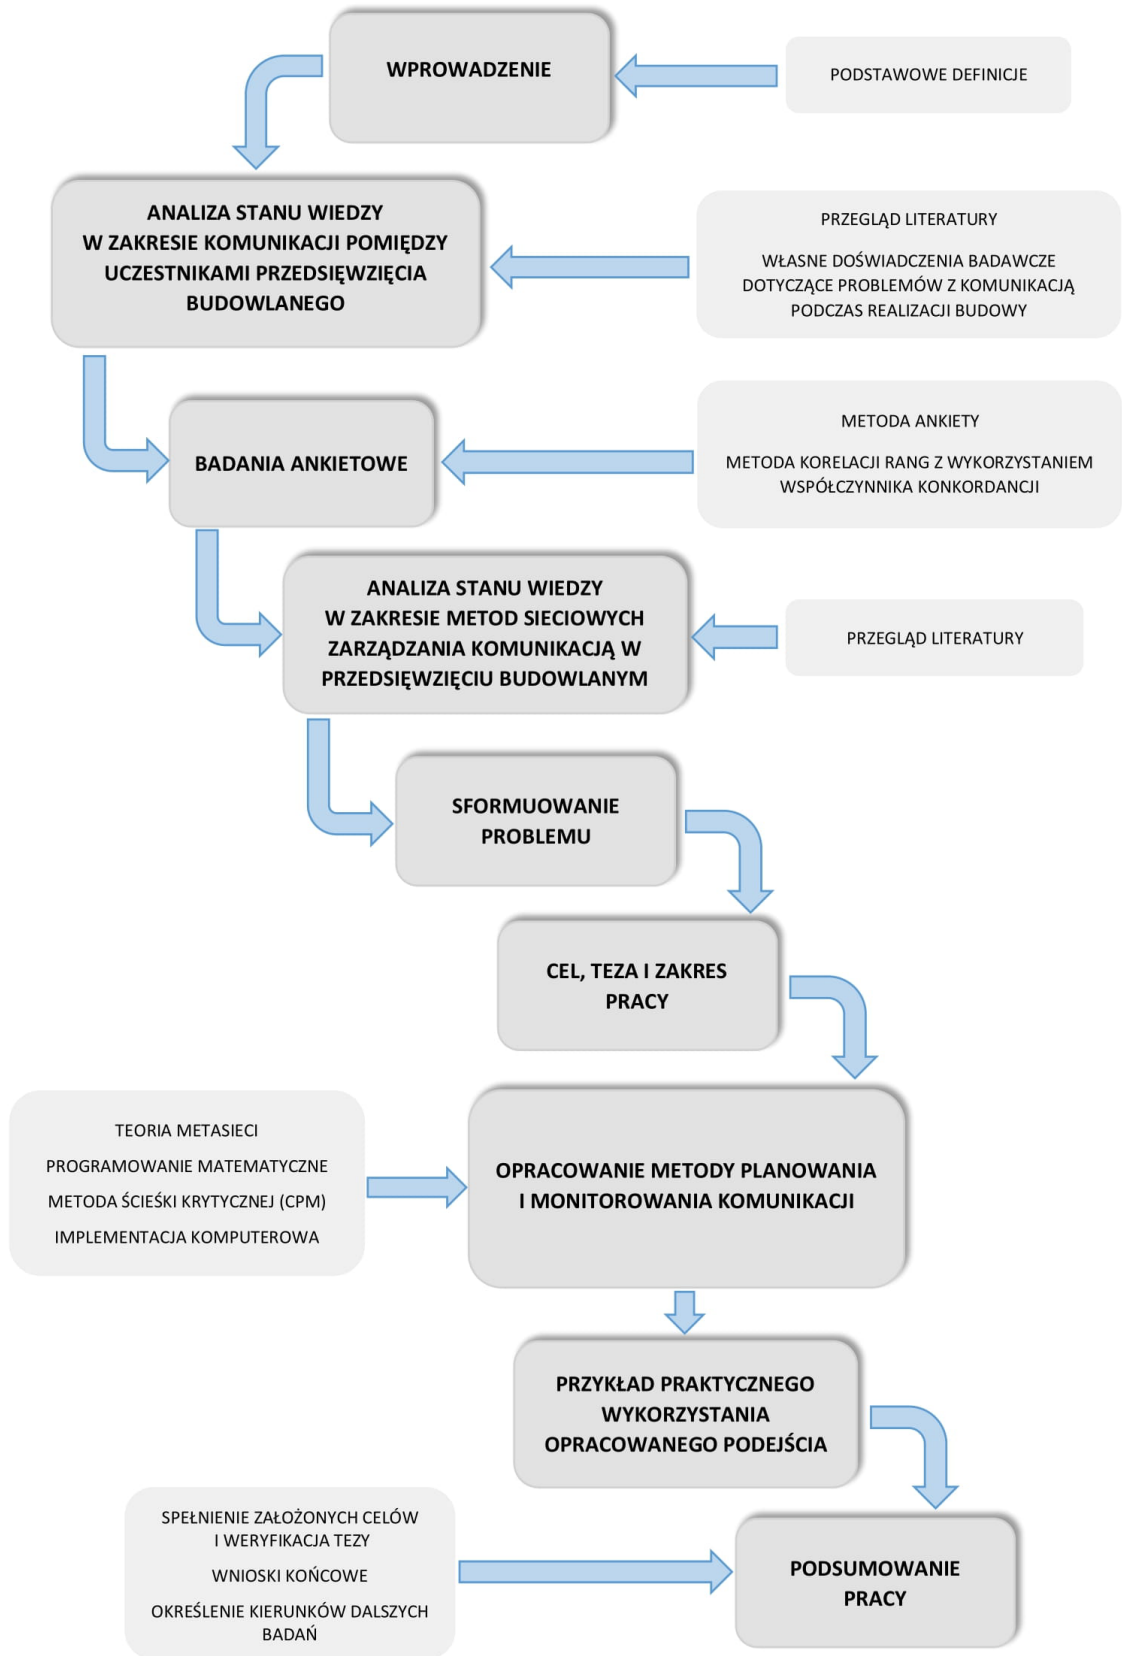 WPROWADZENIE
PODSTAWOWE DEFINICJE
ANALIZA STANU WIEDZY
W ZAKRESIE KOMUNIKACJI POMIĘDZY
UCZESTNIKAMI PRZEDSIĘWZIĘCIA
BUDOWLANEGO
PRZEGLĄD LITERATURY
WŁASNE DOŚWIADCZENIA BADAWCZE
DOTYCZĄCE PROBLEMÓW Z KOMUNIKACJĄ
PODCZAS REALIZACJI BUDOWY
BADANIA ANKIETOWE
METODA ANKIETY
METODA KORELACJI RANG Z WYKORZYSTANIEM
WSPÓŁCZYNNIKA KONKORDANCJI
ANALIZA STANU WIEDZY
W ZAKRESIE METOD SIECIOWYCH
ZARZĄDZANIA KOMUNIKACJĄ W
PRZEDSIĘWZIĘCIU BUDOWLANYM
PRZEGLĄD LITERATURY
SFORMUOWANIE
PROBLEMU
CEL, TEZA I ZAKRES
PRACY
TEORIA METASIECI
PROGRAMOWANIE MATEMATYCZNE
METODA ŚCIEŚKI KRYTYCZNEJ (CPM)
IMPLEMENTACJA KOMPUTEROWA
OPRACOWANIE METODY PLANOWANIA
I MONITOROWANIA KOMUNIKACJI
PRZYKŁAD PRAKTYCZNEGO
WYKORZYSTANIA
OPRACOWANEGO PODEJŚCIA
SPEŁNIENIE ZAŁOŻONYCH CELÓW
I WERYFIKACJA TEZY
WNIOSKI KOŃCOWE
OKREŚLENIE KIERUNKÓW DALSZYCH
BADAŃ
PODSUMOWANIE
PRACY